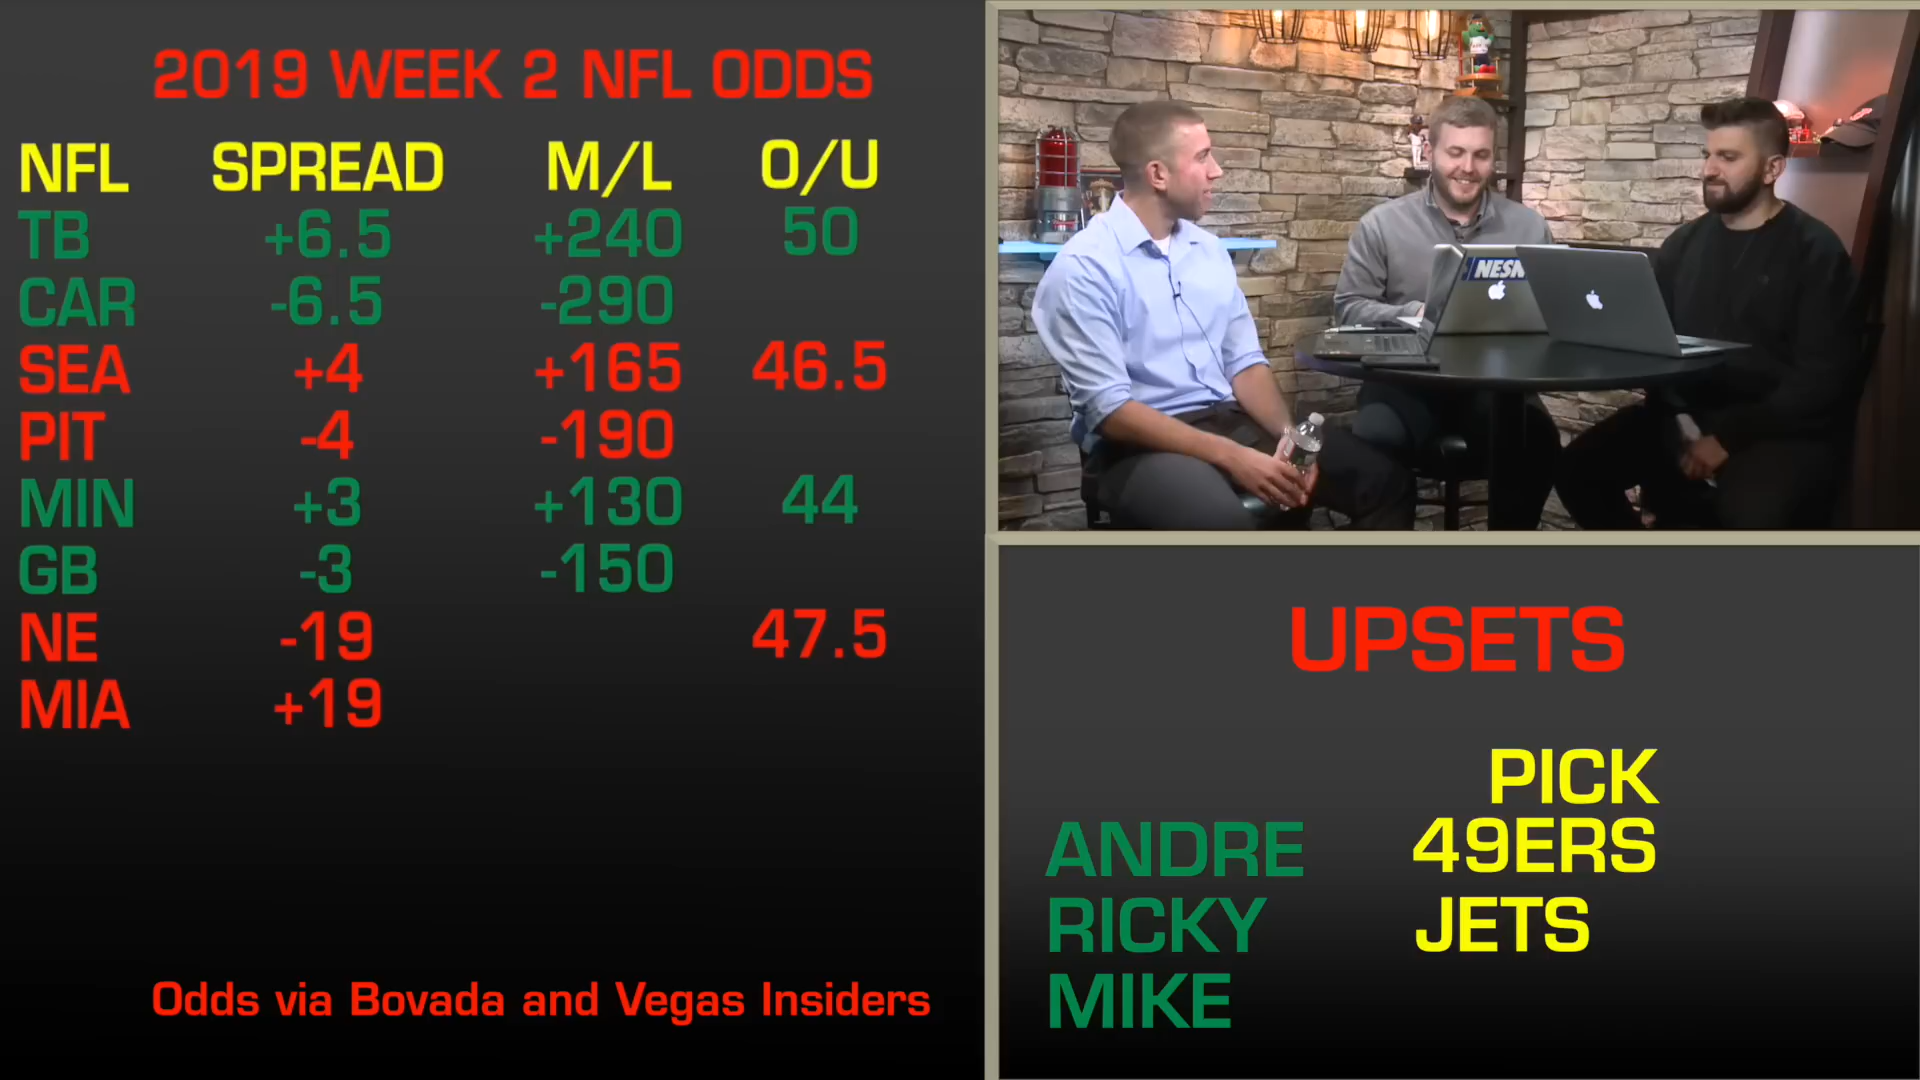 2019 WEEK 2 NFL ODDS
NFL SPREAD M/L O/U
TB +6.5 +240 50
CAR -6.5 -290
SEA +4 +165 46.5
PIT -4 -190
MIN +3 +130 44
GB -3 -150
NE -19 47.5
MIA +19
Odds via Bovada and Vegas Insiders
NESN
UPSETS
PICK
ANDRE 49ERS
RICKY JETS
MIKE